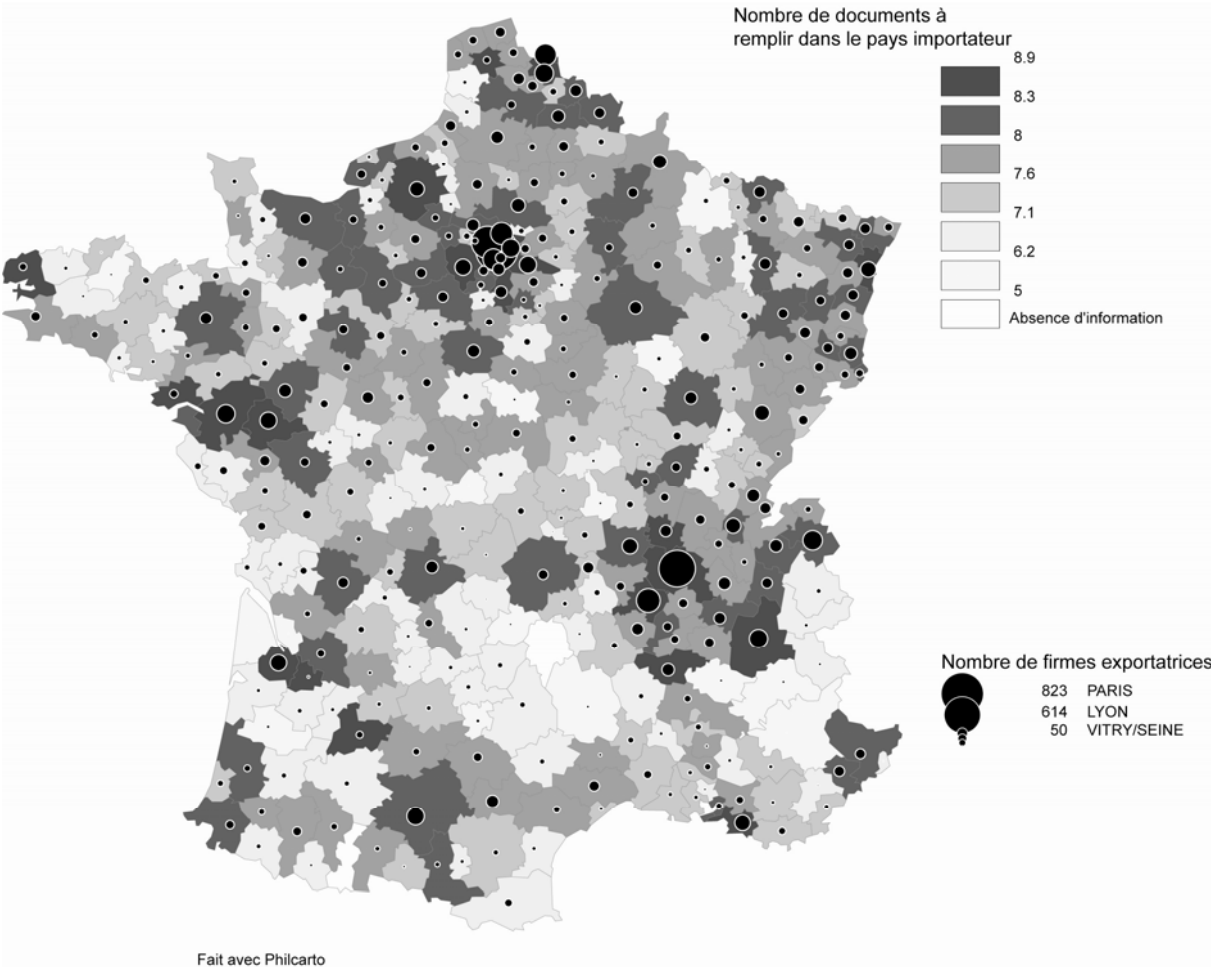 Nombre de documents à
remplir dans le pays importateur
8.9
8.3
8
7.6
7.1
6.2
5
Absence d'information
Nombre de firmes exportatrices
823 PARIS
614 LYON
50 VITRY/SEINE
Fait avec Philcarto